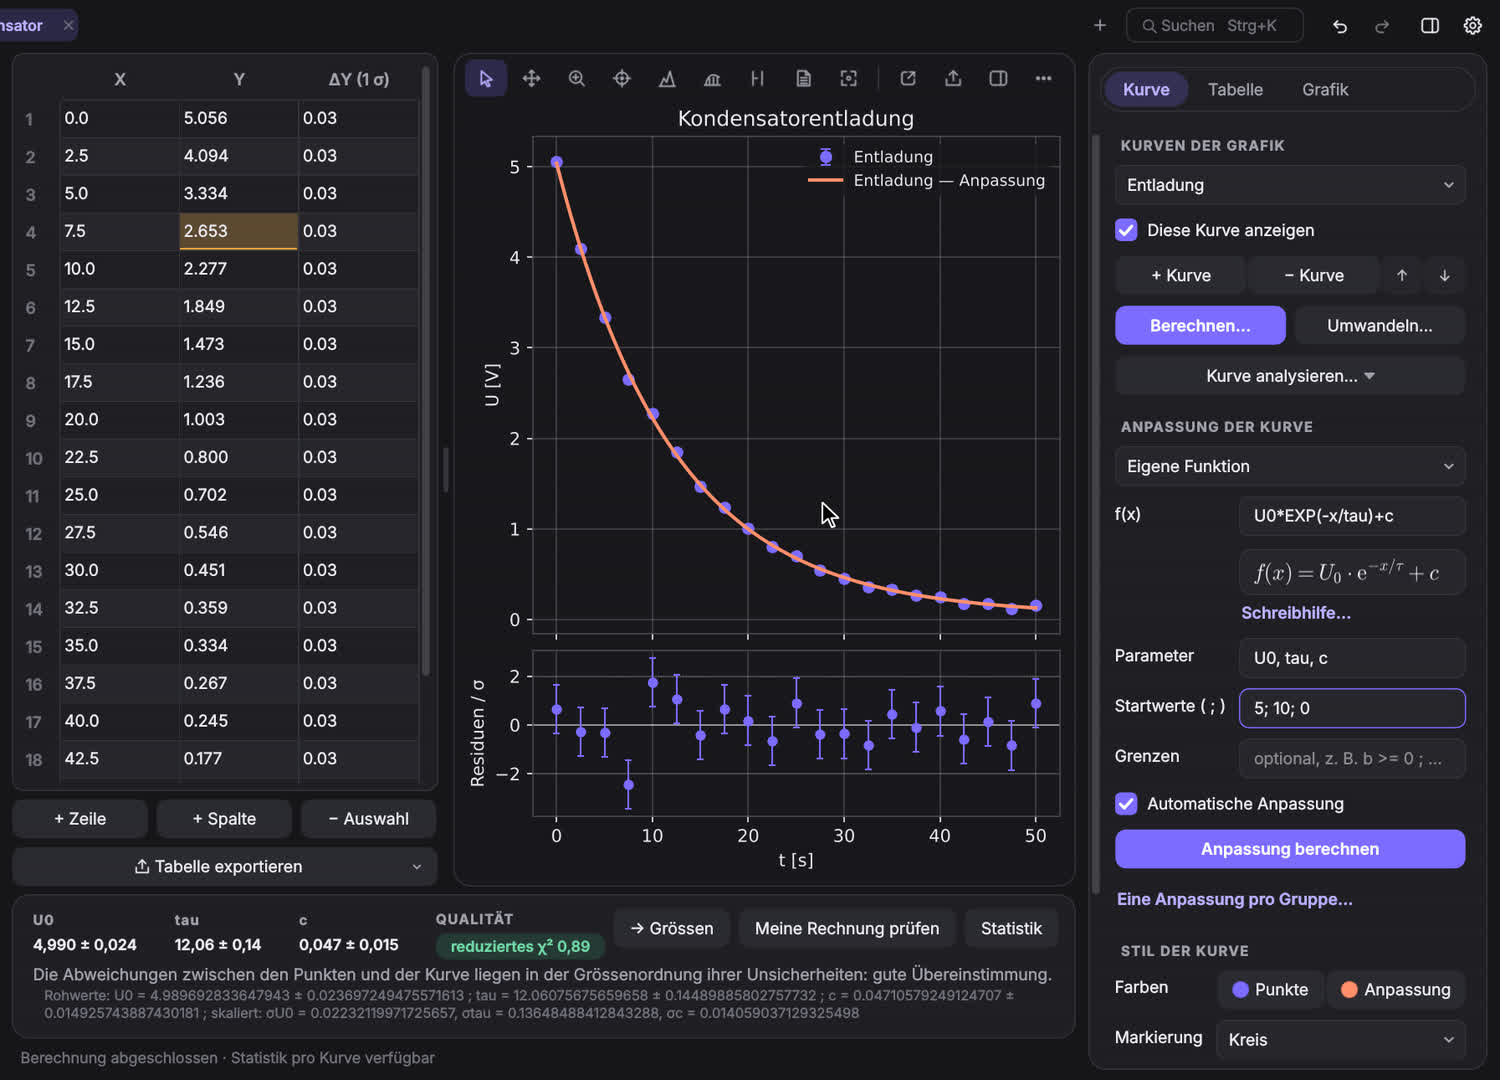 nsator ×
+ Suchen Strg+K
X Y ΔY (1 σ)
1 0.0 5.056 0.03
2 2.5 4.094 0.03
3 5.0 3.334 0.03
4 7.5 2.653 0.03
5 10.0 2.277 0.03
6 12.5 1.849 0.03
7 15.0 1.473 0.03
8 17.5 1.236 0.03
9 20.0 1.003 0.03
10 22.5 0.800 0.03
11 25.0 0.702 0.03
12 27.5 0.546 0.03
13 30.0 0.451 0.03
14 32.5 0.359 0.03
15 35.0 0.334 0.03
16 37.5 0.267 0.03
17 40.0 0.245 0.03
18 42.5 0.177 0.03
+ Zeile + Spalte − Auswahl
Tabelle exportieren
Kondensatorentladung
Entladung
Entladung — Anpassung
U [V]
5
4
3
2
1
0
Residuen / σ
2
0
−2
0 10 20 30 40 50
t [s]
U0 tau c QUALITÄT
4,990 ± 0,024 12,06 ± 0,14 0,047 ± 0,015 reduziertes χ² 0,89
→ Grössen Meine Rechnung prüfen Statistik
Die Abweichungen zwischen den Punkten und der Kurve liegen in der Grössenordnung ihrer Unsicherheiten: gute Übereinstimmung.
Rohwerte: U0 = 4.989692833647943 ± 0.023697249475571613 ; tau = 12.06075675659658 ± 0.14489885802757732 ; c = 0.04710579249124707 ±
0.014925743887430181 ; skaliert: σU0 = 0.02232119971725657, σtau = 0.13648488412843288, σc = 0.014059037129325498
Berechnung abgeschlossen · Statistik pro Kurve verfügbar
Kurve Tabelle Grafik
KURVEN DER GRAFIK
Entladung
Diese Kurve anzeigen
+ Kurve − Kurve ↑ ↓
Berechnen... Umwandeln...
Kurve analysieren...
ANPASSUNG DER KURVE
Eigene Funktion
f(x) U0*EXP(-x/tau)+c
f(x) = U₀ · e^(−x/τ) + c
Schreibhilfe...
Parameter U0, tau, c
Startwerte ( ; ) 5; 10; 0
Grenzen optional, z. B. b >= 0 ; ...
Automatische Anpassung
Anpassung berechnen
Eine Anpassung pro Gruppe...
STIL DER KURVE
Farben Punkte Anpassung
Markierung Kreis